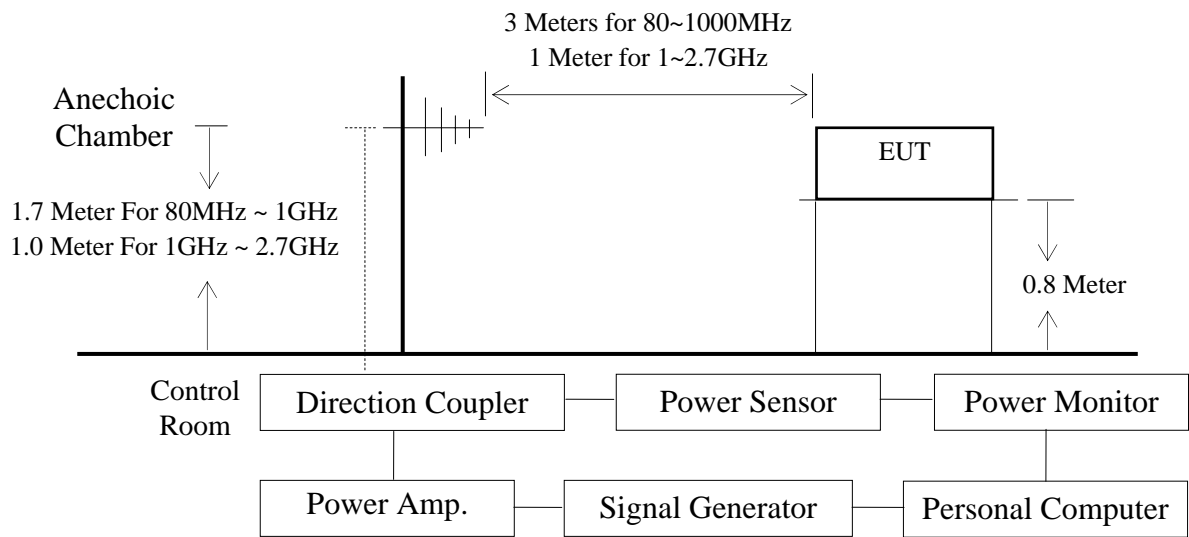 3 Meters for 80~1000MHz
1 Meter for 1~2.7GHz
Anechoic
Chamber
EUT
1.7 Meter For 80MHz ~ 1GHz
1.0 Meter For 1GHz ~ 2.7GHz
0.8 Meter
Control
Room
Direction Coupler
Power Sensor
Power Monitor
Power Amp.
Signal Generator
Personal Computer